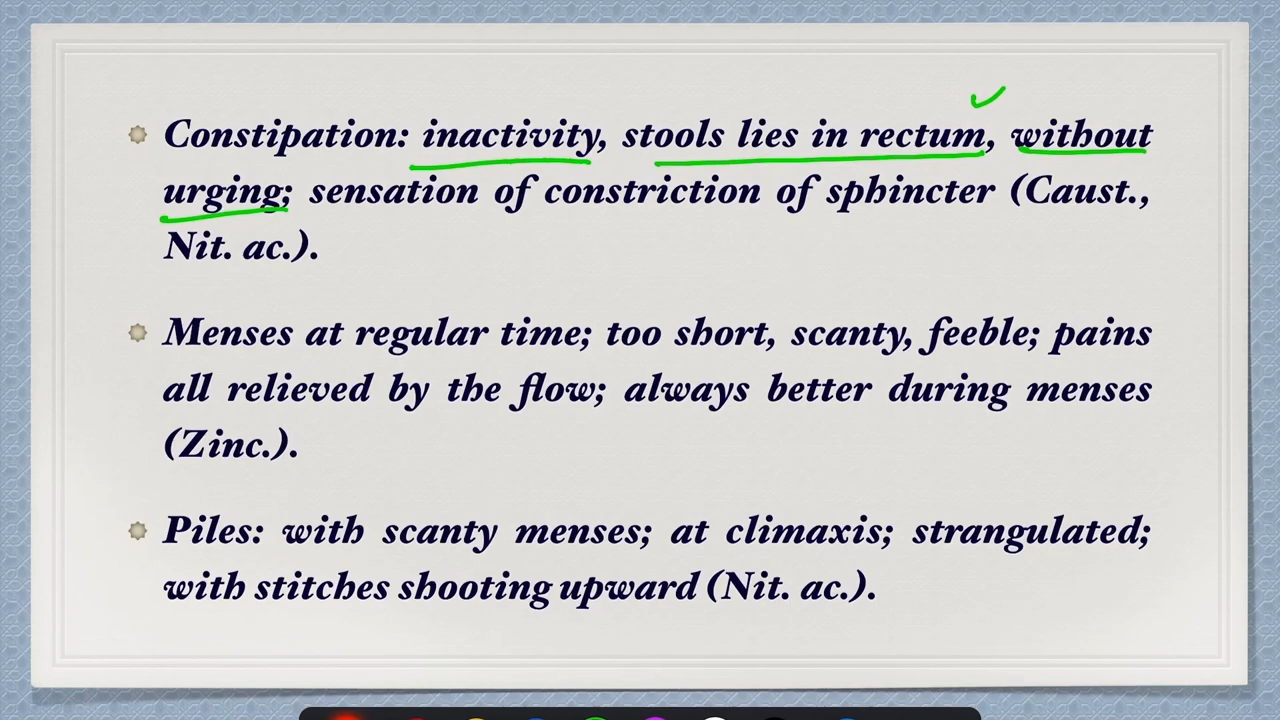 Constipation: inactivity, stools lies in rectum, without
urging; sensation of constriction of sphincter (Caust.,
Nit. ac.).
Menses at regular time; too short, scanty, feeble; pains
all relieved by the flow; always better during menses
(Zinc.).
Piles: with scanty menses; at climaxis; strangulated;
with stitches shooting upward (Nit. ac.).